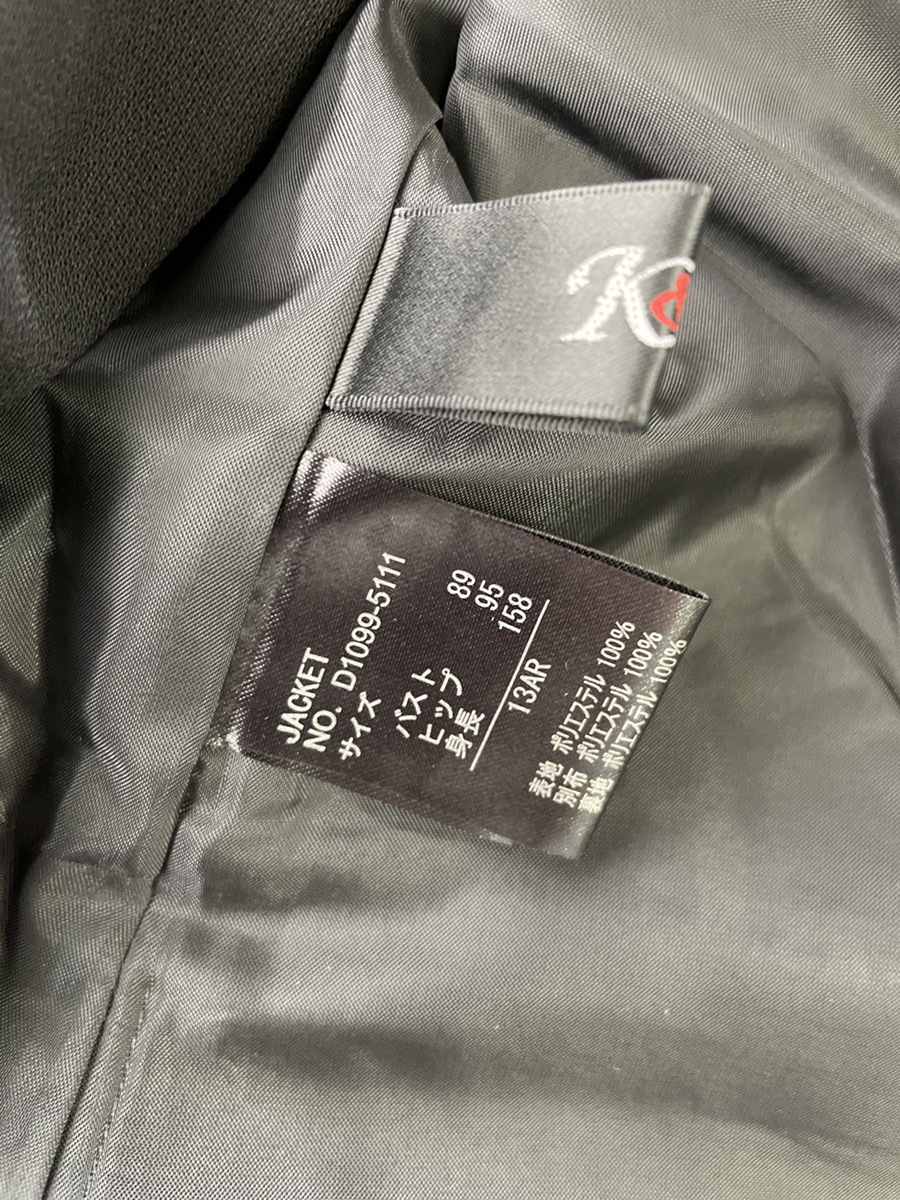 K
JACKET
NO. D1099-5111
サイズ
バスト 89
ヒップ 95
身長 158
13AR
表地 ポリエステル 100%
別布 ポリエステル 100%
裏地 ポリエステル 100%